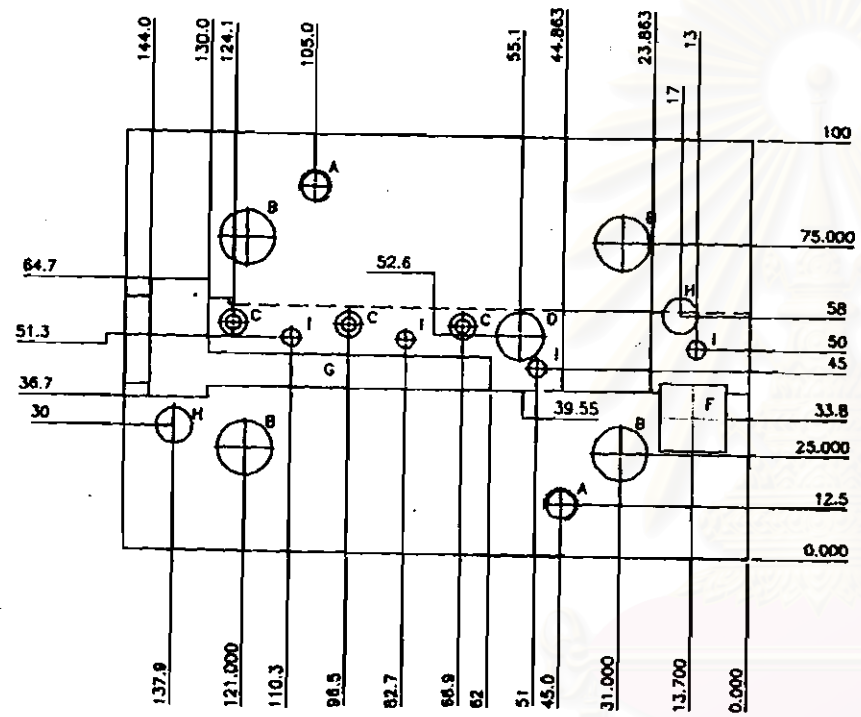 144.0
130.0
124.1
105.0
55.1
44.863
23.863
13
17
100
A
B
B
75.000
64.7
52.6
H
58
C
I
C
I
C
D
I
50
51.3
I
45
G
36.7
F
39.55
33.8
30
H
B
B
25.000
A
12.5
0.000
137.9
121.000
110.3
96.5
82.7
68.9
62
51
45.0
31.000
13.700
0.000